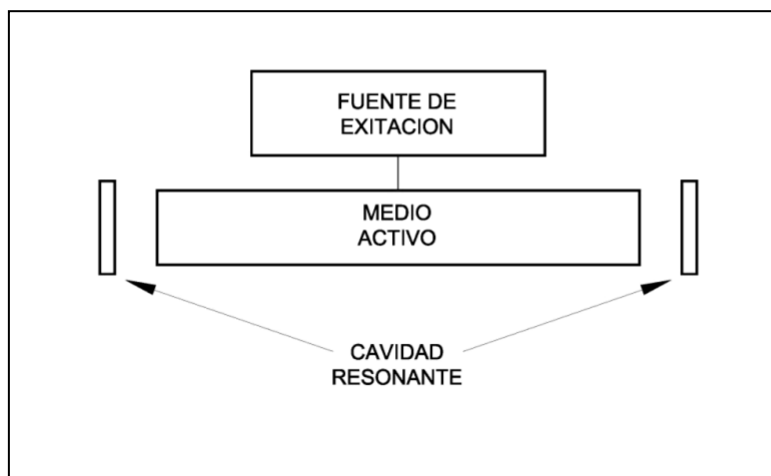 FUENTE DE
EXITACION
MEDIO
ACTIVO
CAVIDAD
RESONANTE